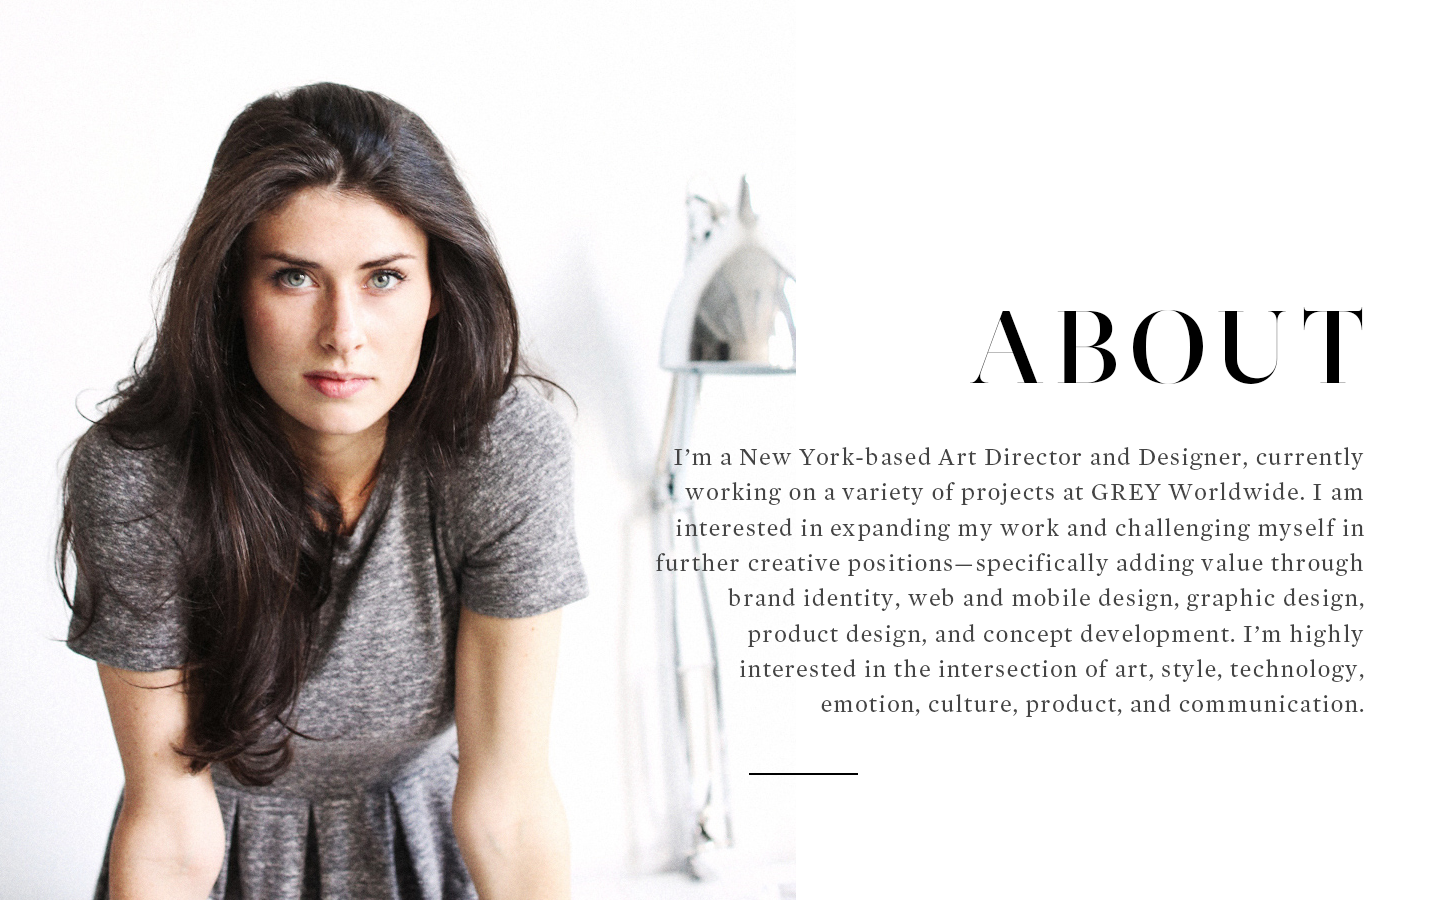 ABOUT
I’m a New York-based Art Director and Designer, currently
working on a variety of projects at GREY Worldwide. I am
interested in expanding my work and challenging myself in
further creative positions—specifically adding value through
brand identity, web and mobile design, graphic design,
product design, and concept development. I’m highly
interested in the intersection of art, style, technology,
emotion, culture, product, and communication.